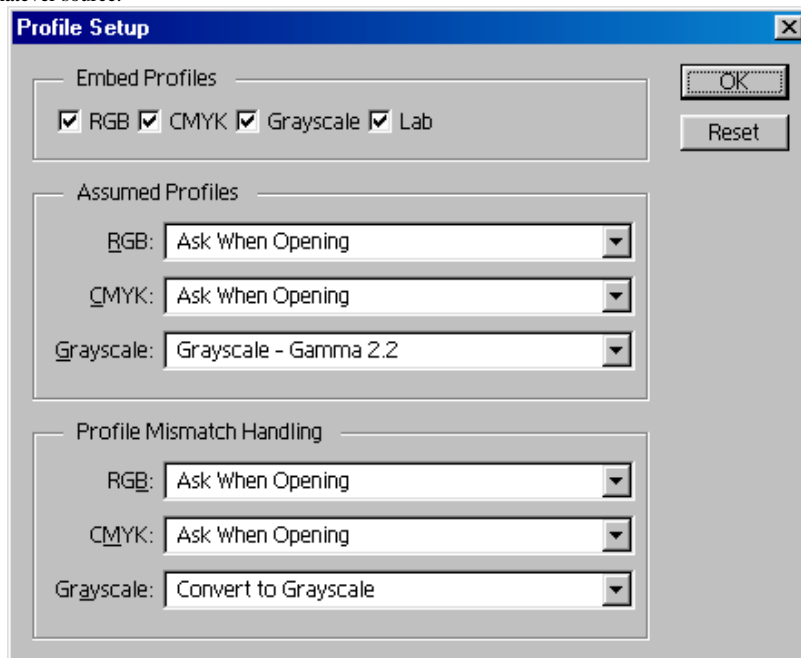 Profile Setup
Embed Profiles
OK
RGB CMYK Grayscale Lab
Reset
Assumed Profiles
RGB: Ask When Opening
CMYK: Ask When Opening
Grayscale: Grayscale - Gamma 2.2
Profile Mismatch Handling
RGB: Ask When Opening
CMYK: Ask When Opening
Grayscale: Convert to Grayscale